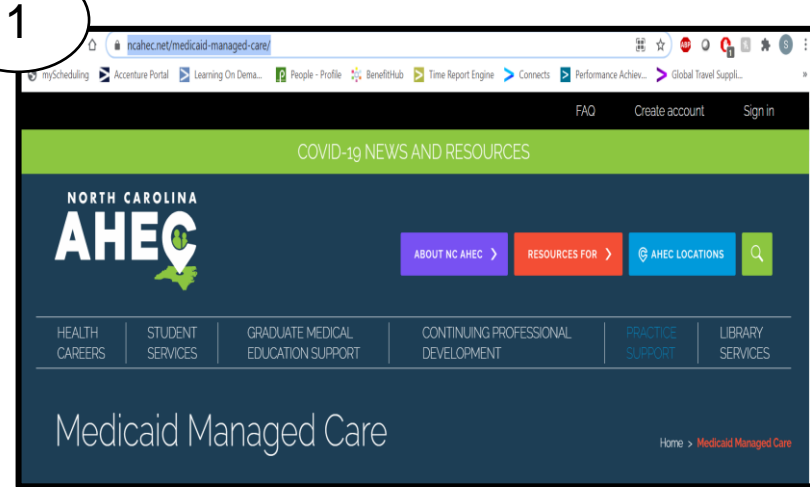 1
ncahec.net/medicaid-managed-care/
ABP
S
myScheduling Accenture Portal Learning On Dema... People - Profile BenefitHub Time Report Engine Connects Performance Achiev... Global Travel Suppli... »
FAQ Create account Sign in
COVID-19 NEWS AND RESOURCES
NORTH CAROLINA
AHEC
ABOUT NC AHEC > RESOURCES FOR > AHEC LOCATIONS
HEALTH CAREERS
STUDENT SERVICES
GRADUATE MEDICAL EDUCATION SUPPORT
CONTINUING PROFESSIONAL DEVELOPMENT
PRACTICE SUPPORT
LIBRARY SERVICES
Medicaid Managed Care
Home > Medicaid Managed Care